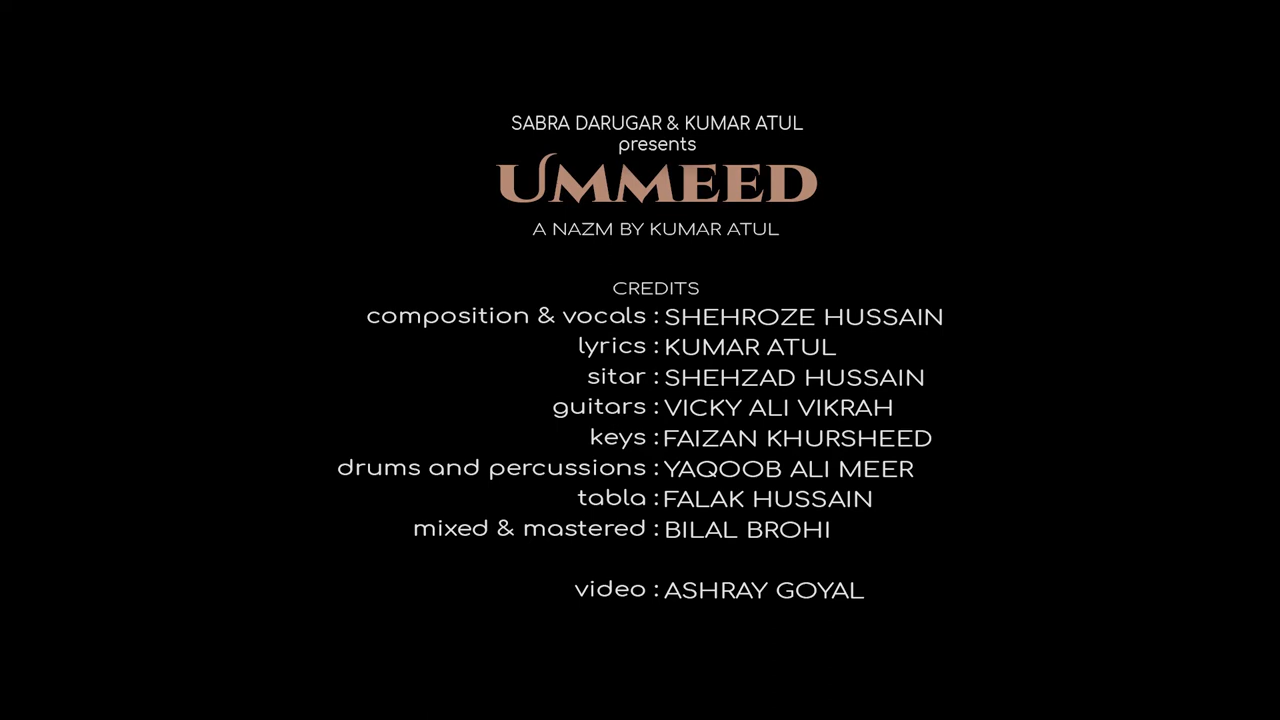 SABRA DARUGAR & KUMAR ATUL
presents
UMMEED
A NAZM BY KUMAR ATUL
CREDITS
composition & vocals : SHEHROZE HUSSAIN
lyrics : KUMAR ATUL
sitar : SHEHZAD HUSSAIN
guitars : VICKY ALI VIKRAH
keys : FAIZAN KHURSHEED
drums and percussions : YAQOOB ALI MEER
tabla : FALAK HUSSAIN
mixed & mastered : BILAL BROHI
video : ASHRAY GOYAL